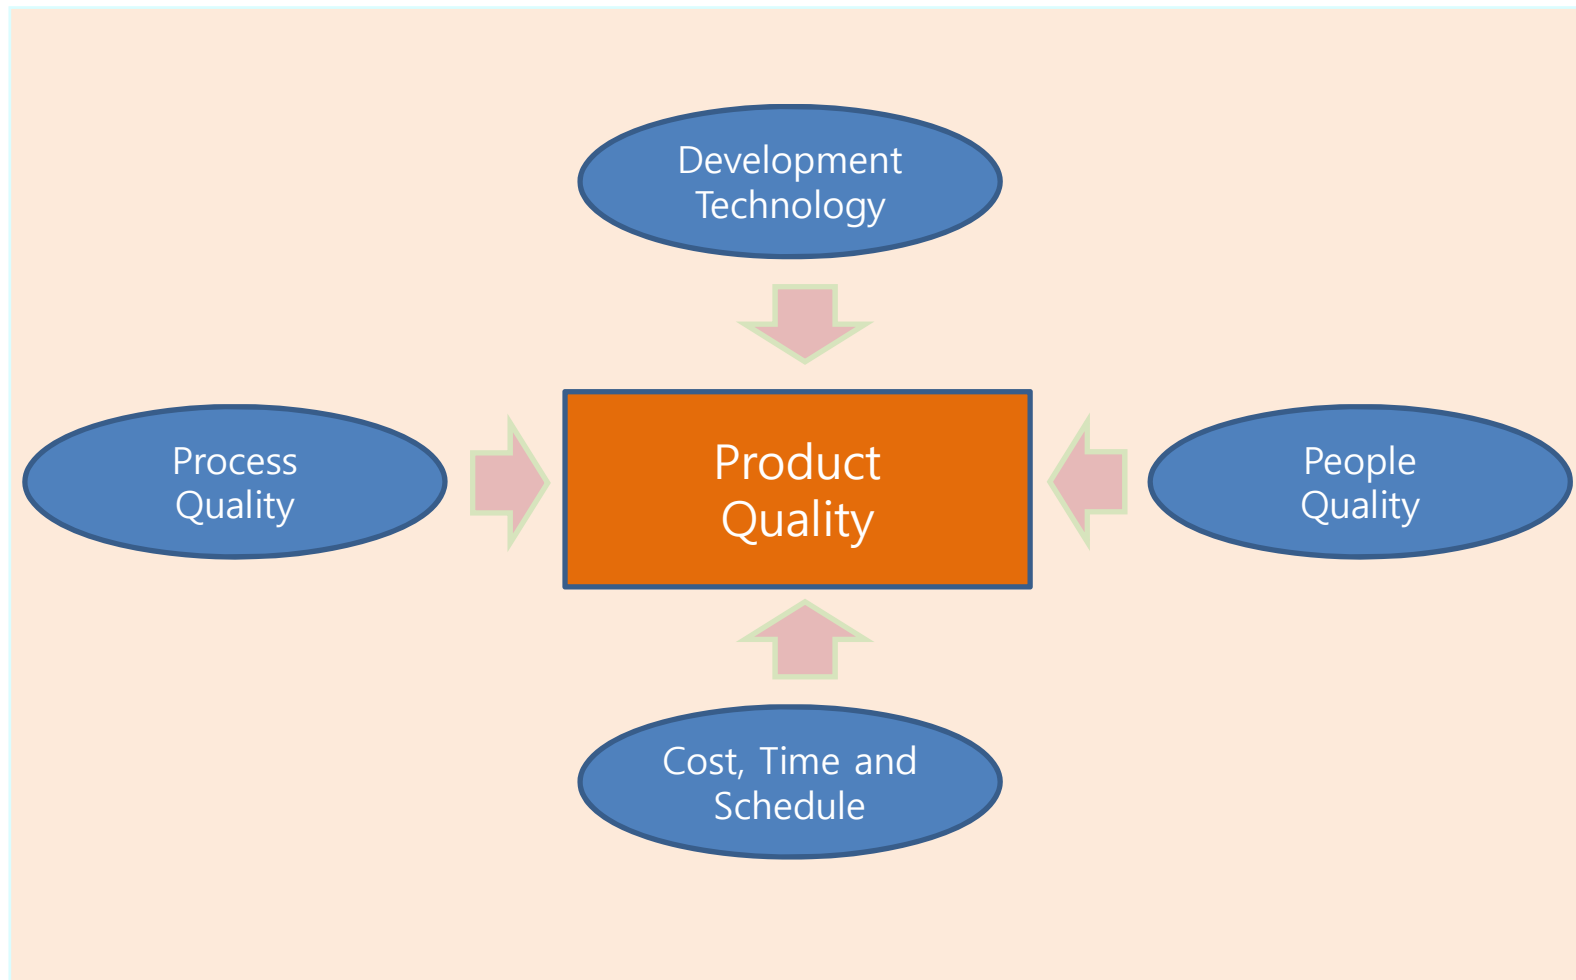 Development
Technology
Process
Quality
Product
Quality
People
Quality
Cost, Time and
Schedule